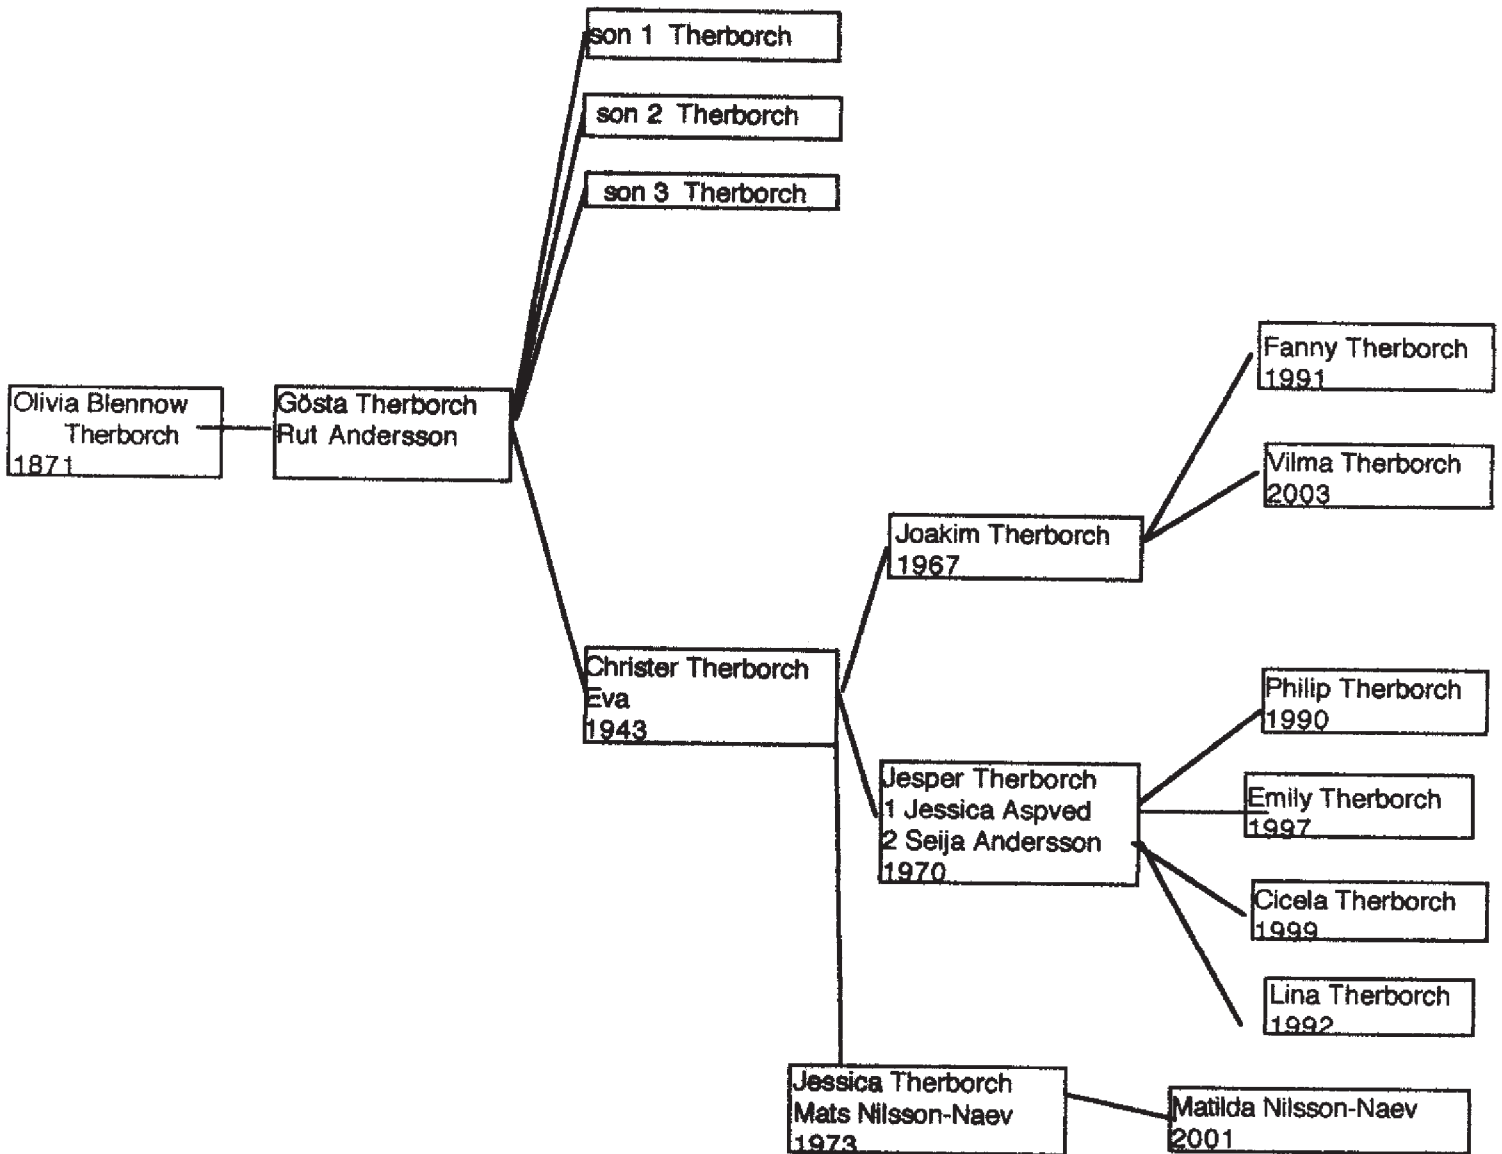 son 1 Therborch
son 2 Therborch
son 3 Therborch
Olivia Blennow
Therborch
1871
Gösta Therborch
Rut Andersson
Christer Therborch
Eva
1943
Joakim Therborch
1967
Fanny Therborch
1991
Vilma Therborch
2003
Jesper Therborch
1 Jessica Aspved
2 Seija Andersson
1970
Philip Therborch
1990
Emily Therborch
1997
Cicela Therborch
1999
Lina Therborch
1992
Jessica Therborch
Mats Nilsson-Naev
1973
Matilda Nilsson-Naev
2001